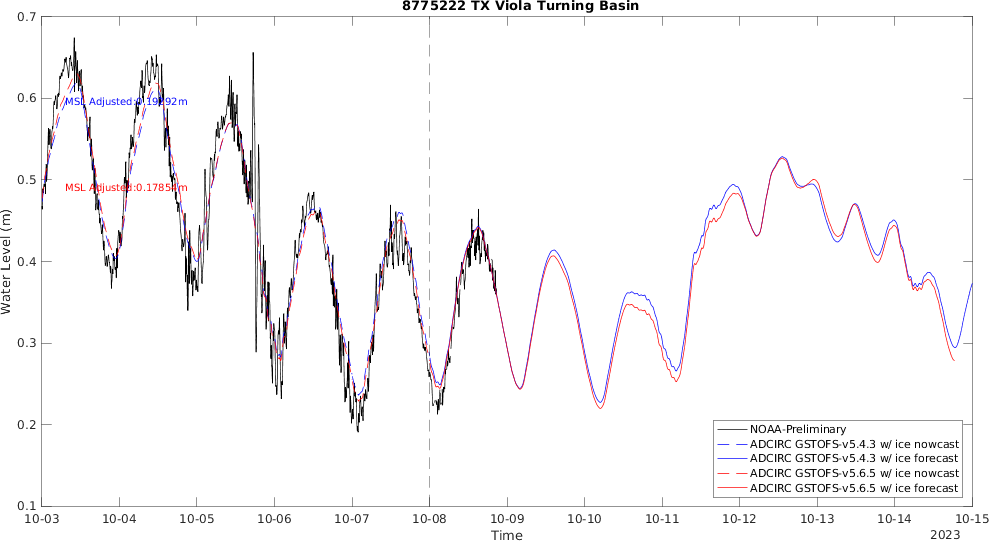 8775222 TX Viola Turning Basin
0.7
0.6
0.5
0.4
0.3
0.2
0.1
Water Level (m)
MSL Adjusted:0.19292m
MSL Adjusted:0.17854m
NOAA-Preliminary
ADCIRC GSTOFS-v5.4.3 w/ ice nowcast
ADCIRC GSTOFS-v5.4.3 w/ ice forecast
ADCIRC GSTOFS-v5.6.5 w/ ice nowcast
ADCIRC GSTOFS-v5.6.5 w/ ice forecast
10-03 10-04 10-05 10-06 10-07 10-08 10-09 10-10 10-11 10-12 10-13 10-14 10-15
Time
2023